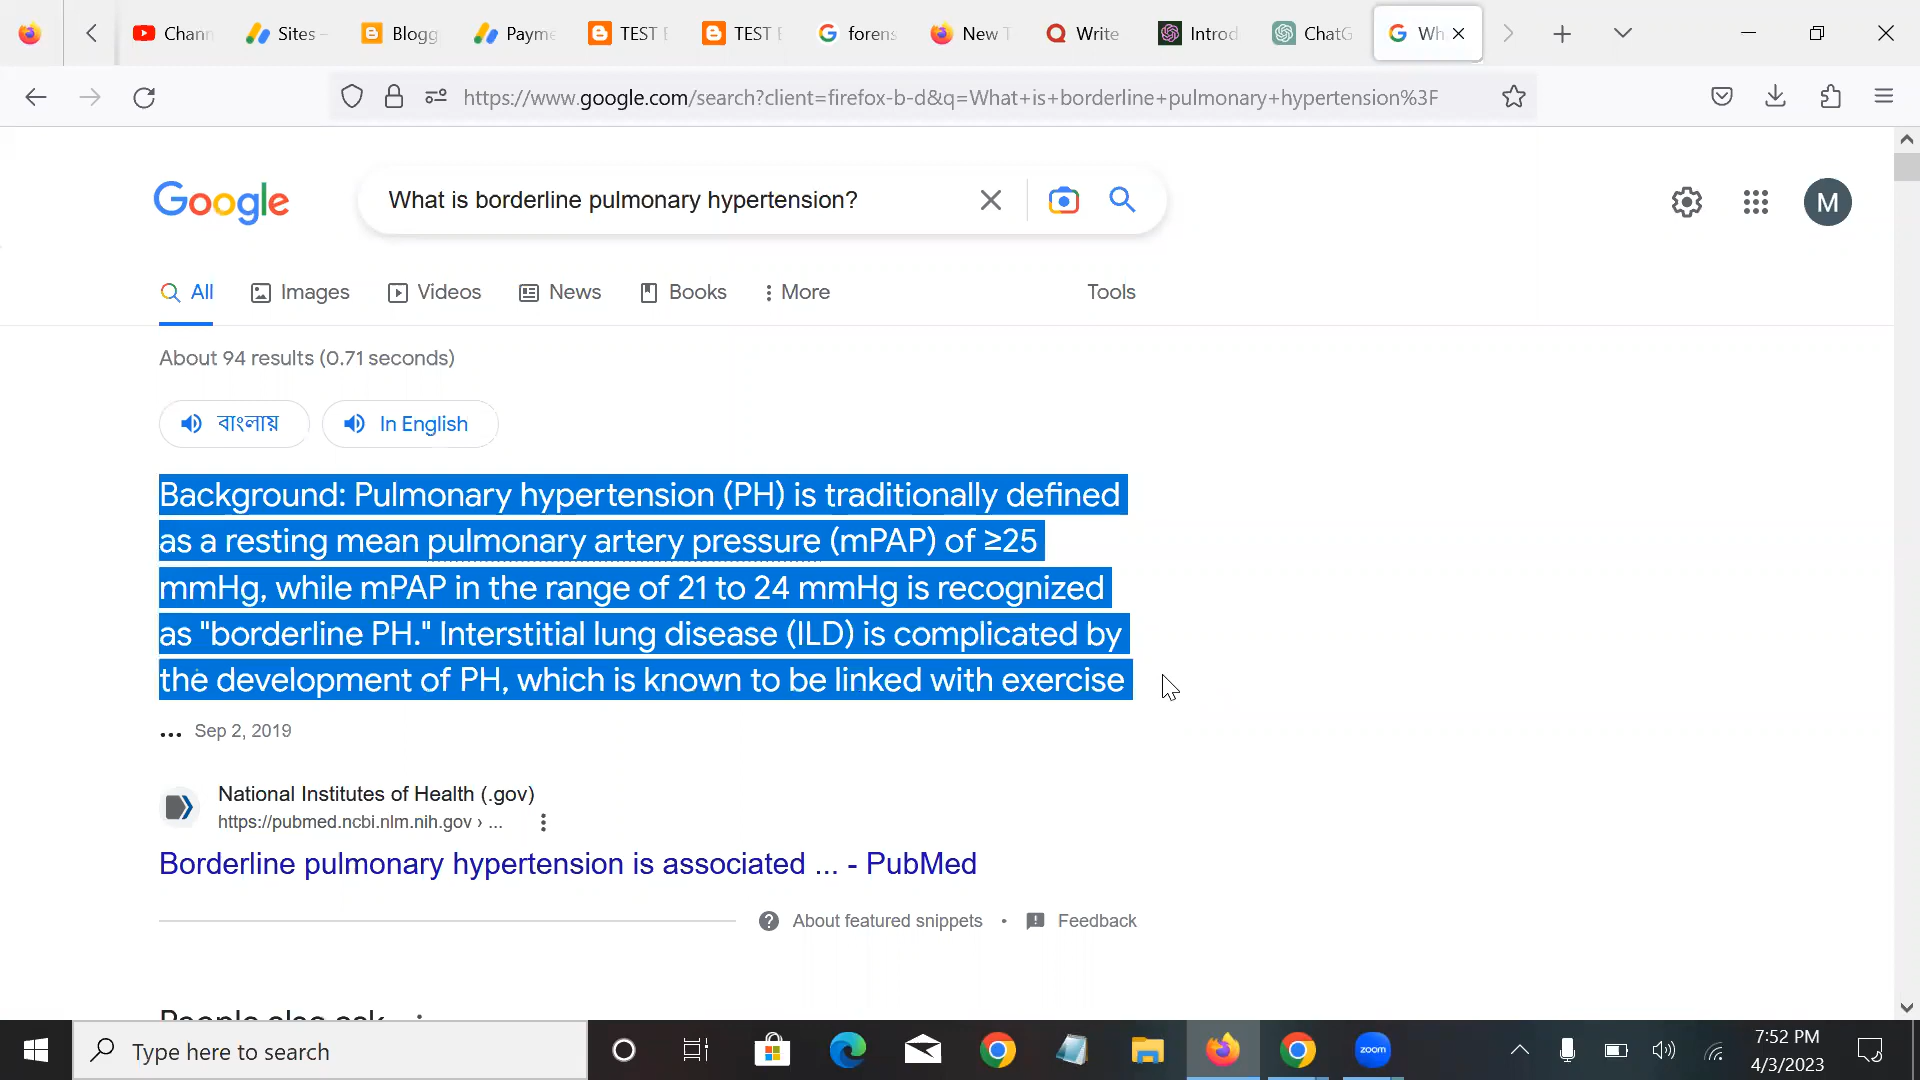 Chann
Sites -
Blogg
Payme
TEST E
TEST E
forens
New T
Write
Introd
ChatG
Wh
https://www.google.com/search?client=firefox-b-d&q=What+is+borderline+pulmonary+hypertension%3F
Google
What is borderline pulmonary hypertension?
M
All
Images
Videos
News
Books
More
Tools
About 94 results (0.71 seconds)
বাংলায়
In English
Background: Pulmonary hypertension (PH) is traditionally defined
as a resting mean pulmonary artery pressure (mPAP) of ≥25
mmHg, while mPAP in the range of 21 to 24 mmHg is recognized
as "borderline PH." Interstitial lung disease (ILD) is complicated by
the development of PH, which is known to be linked with exercise
... Sep 2, 2019
National Institutes of Health (.gov)
https://pubmed.ncbi.nlm.nih.gov › ...
Borderline pulmonary hypertension is associated ... - PubMed
About featured snippets • Feedback
People also ask
Type here to search
zoom
7:52 PM
4/3/2023